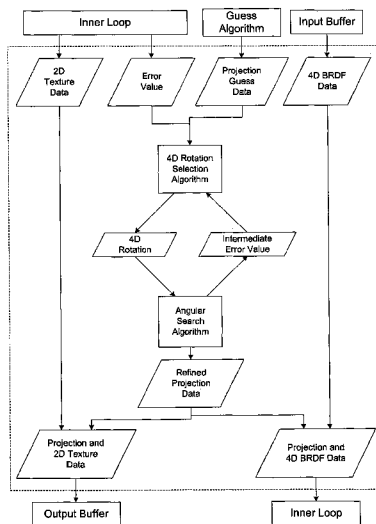 Inner Loop
Guess
Algorithm
Input Buffer
2D
Texture
Data
Error
Value
Projection
Guess
Data
4D BRDF
Data
4D Rotation
Selection
Algorithm
4D
Rotation
Intermediate
Error Value
Angular
Search
Algorithm
Refined
Projection
Data
Projection and
2D Texture
Data
Projection and
4D BRDF Data
Output Buffer
Inner Loop